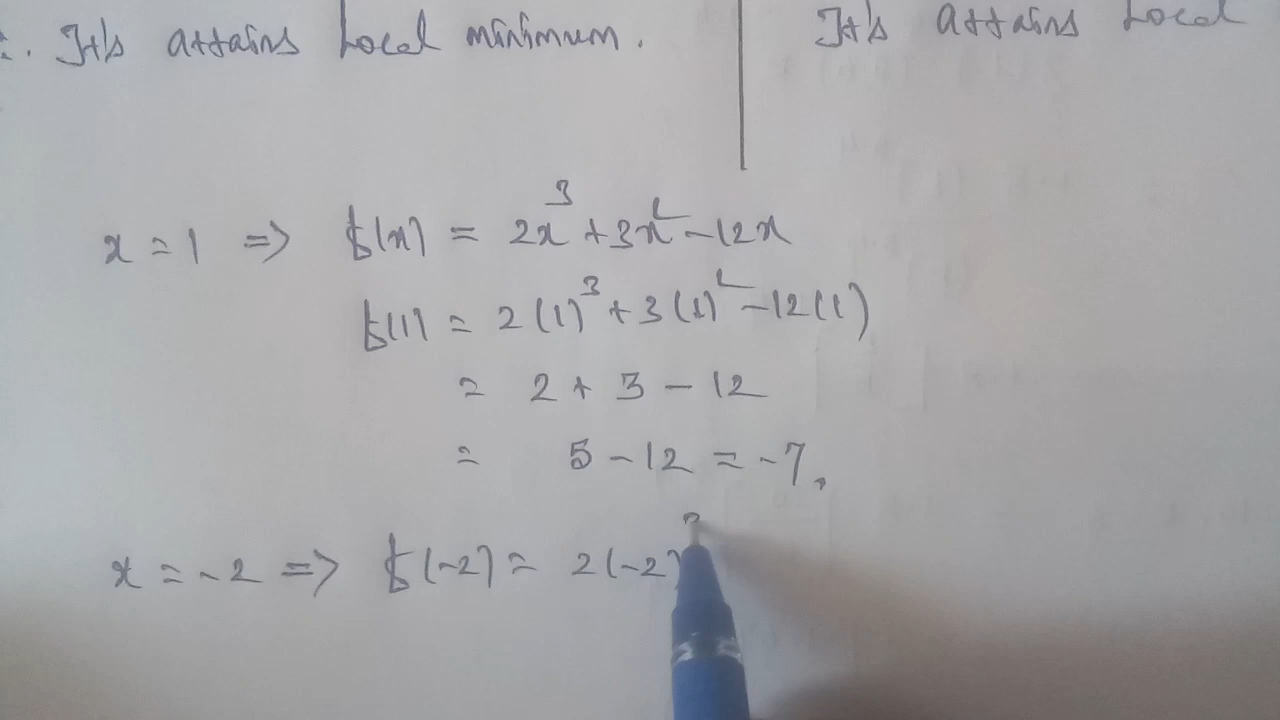 ∴ It's attains Local minimum.
It's attains Local
x = 1 => f(x) = 2x³ + 3x² - 12x
f(1) = 2(1)³ + 3(1)² - 12(1)
= 2 + 3 - 12
= 5 - 12 = -7,
x = -2 => f(-2) = 2(-2)